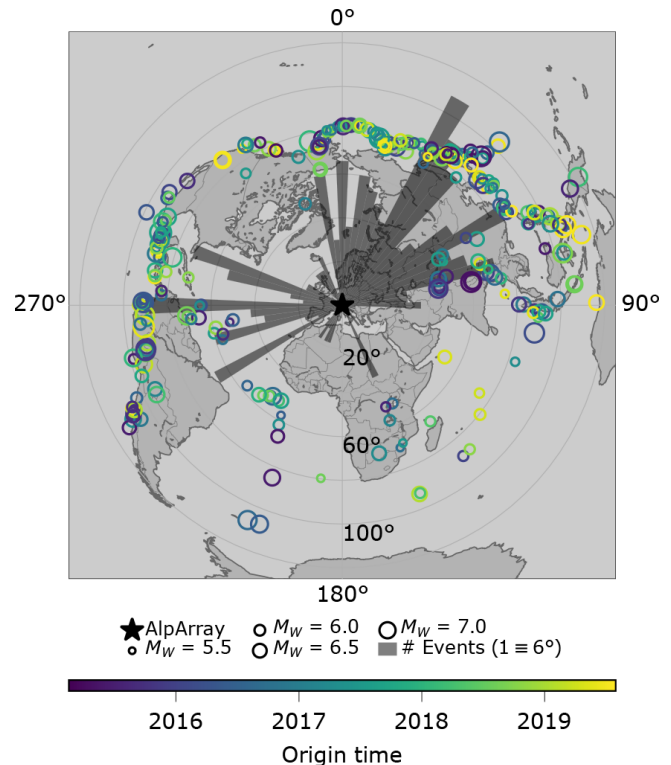 0°
270°
90°
20°
60°
100°
180°
AlpArray
M_W = 6.0
M_W = 7.0
M_W = 5.5
M_W = 6.5
# Events (1 ≡ 6°)
2016
2017
2018
2019
Origin time